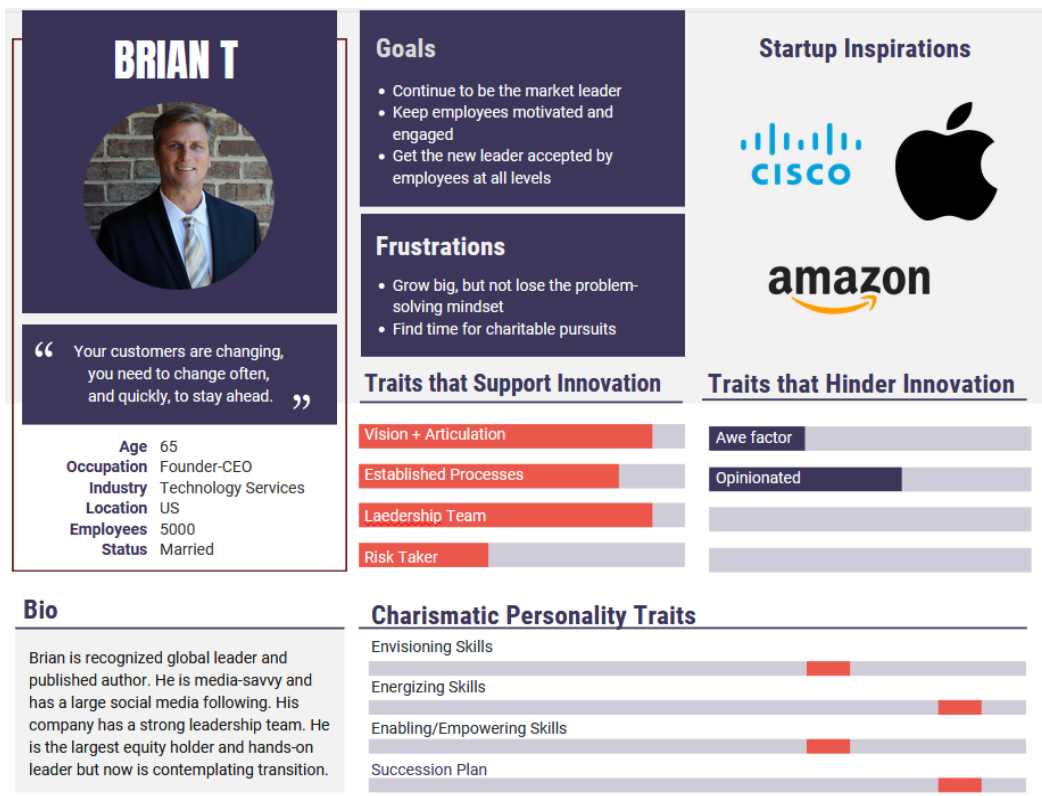 BRIAN T
“ Your customers are changing,
you need to change often,
and quickly, to stay ahead. ”
Age 65
Occupation Founder-CEO
Industry Technology Services
Location US
Employees 5000
Status Married
Goals
• Continue to be the market leader
• Keep employees motivated and
engaged
• Get the new leader accepted by
employees at all levels
Frustrations
• Grow big, but not lose the problem-
solving mindset
• Find time for charitable pursuits
Startup Inspirations
CISCO
amazon
Traits that Support Innovation
Vision + Articulation
Established Processes
Laedership Team
Risk Taker
Traits that Hinder Innovation
Awe factor
Opinionated
Bio
Brian is recognized global leader and
published author. He is media-savvy and
has a large social media following. His
company has a strong leadership team. He
is the largest equity holder and hands-on
leader but now is contemplating transition.
Charismatic Personality Traits
Envisioning Skills
Energizing Skills
Enabling/Empowering Skills
Succession Plan